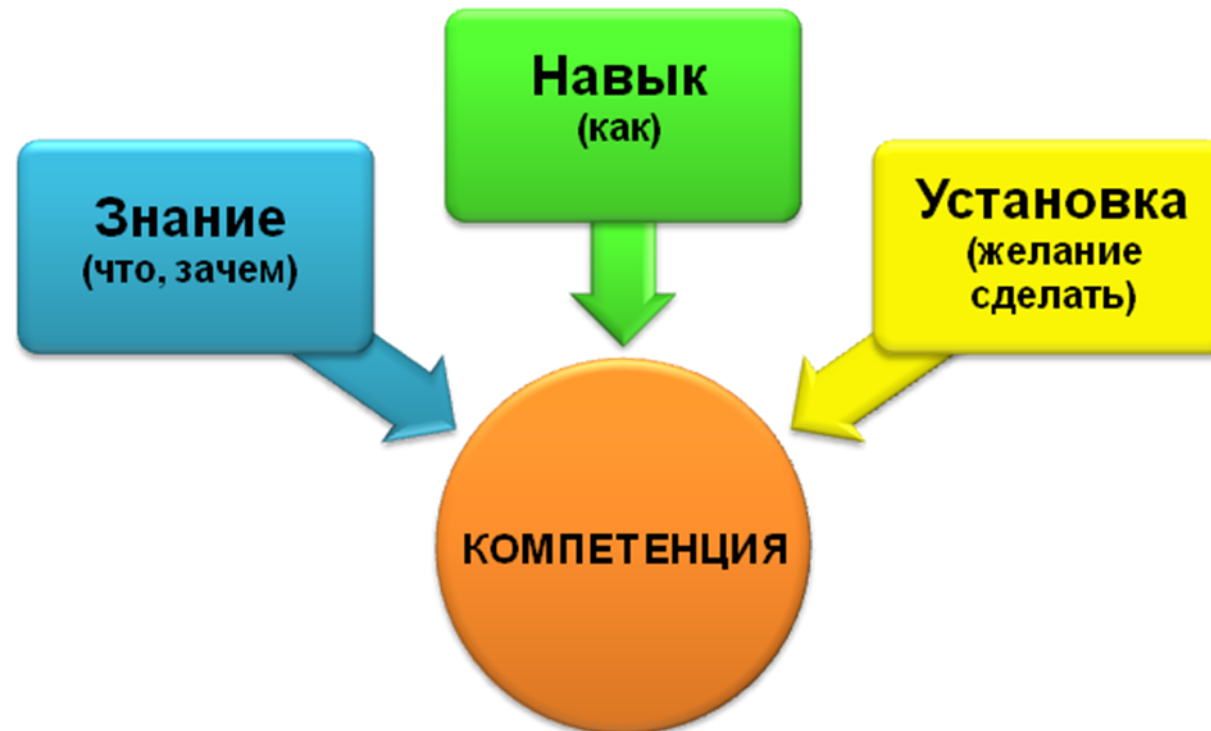 Навык
(как)
Знание
(что, зачем)
Установка
(желание
сделать)
КОМПЕТЕНЦИЯ